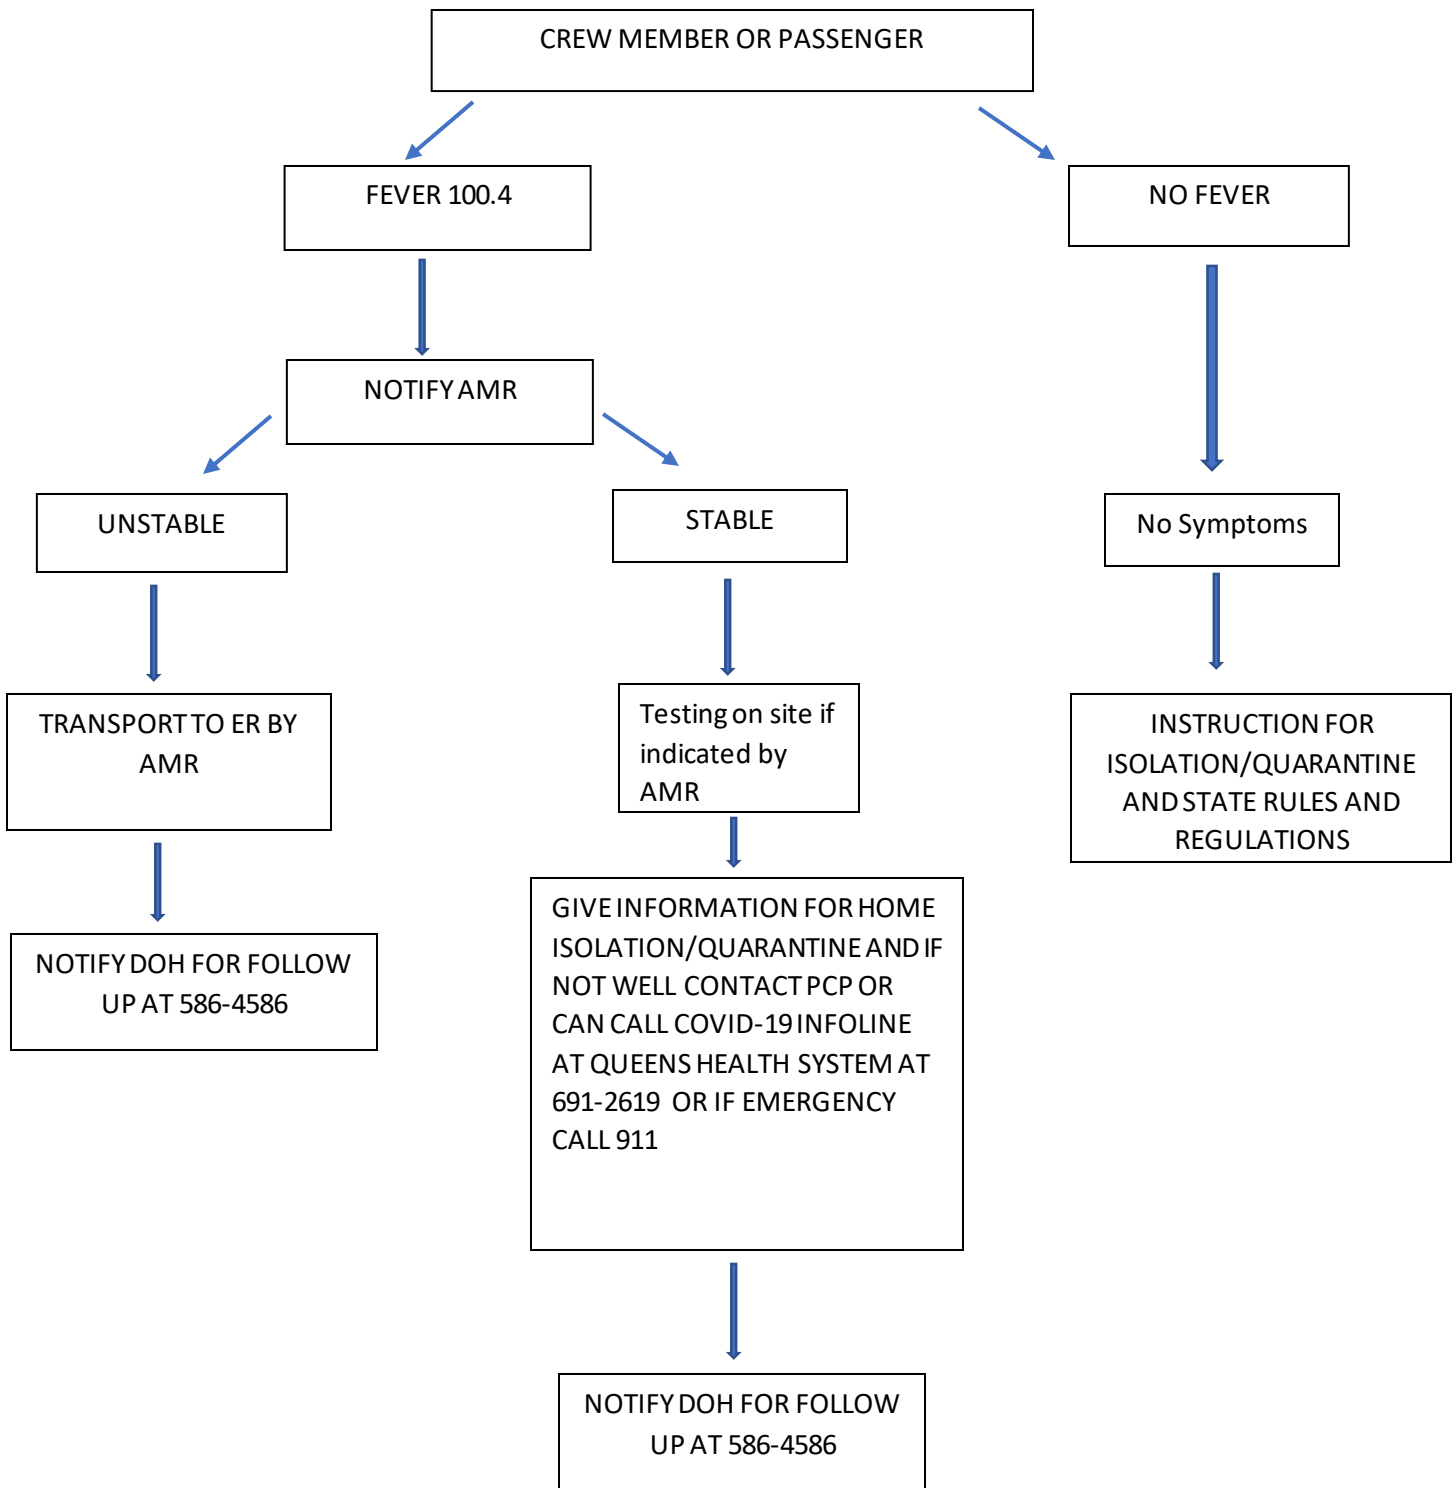 CREW MEMBER OR PASSENGER
FEVER 100.4
NO FEVER
NOTIFY AMR
UNSTABLE
STABLE
No Symptoms
TRANSPORT TO ER BY
AMR
Testing on site if
indicated by
AMR
INSTRUCTION FOR
ISOLATION/QUARANTINE
AND STATE RULES AND
REGULATIONS
NOTIFY DOH FOR FOLLOW
UP AT 586-4586
GIVE INFORMATION FOR HOME
ISOLATION/QUARANTINE AND IF
NOT WELL CONTACT PCP OR
CAN CALL COVID-19 INFOLINE
AT QUEENS HEALTH SYSTEM AT
691-2619 OR IF EMERGENCY
CALL 911
NOTIFY DOH FOR FOLLOW
UP AT 586-4586